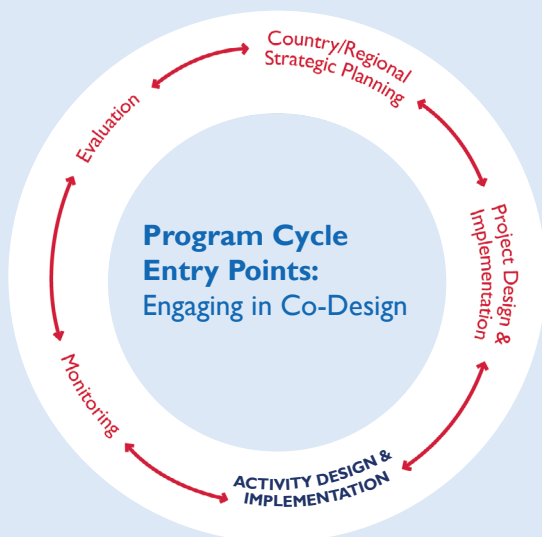 Country/Regional
Strategic Planning
Project Design &
Implementation
ACTIVITY DESIGN &
IMPLEMENTATION
Monitoring
Evaluation
Program Cycle
Entry Points:
Engaging in Co-Design